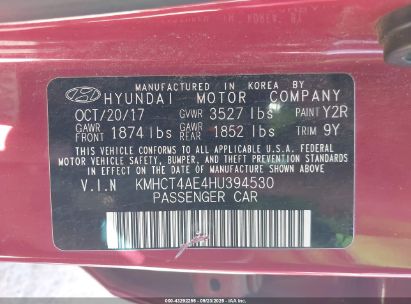 MANUFACTURED IN KOREA BY
HYUNDAI MOTOR COMPANY
OCT/20/17 GVWR 3527 lbs PAINT Y2R
GAWR FRONT 1874 lbs GAWR REAR 1852 lbs TRIM 9Y
THIS VEHICLE CONFORMS TO ALL APPLICABLE U.S.A. FEDERAL
MOTOR VEHICLE SAFETY, BUMPER, AND THEFT PREVENTION
STANDARDS IN EFFECT ON THE DATE OF MANUFACTURE
SHOWN ABOVE
V.I.N KMHCT4AE4HU394530
PASSENGER CAR